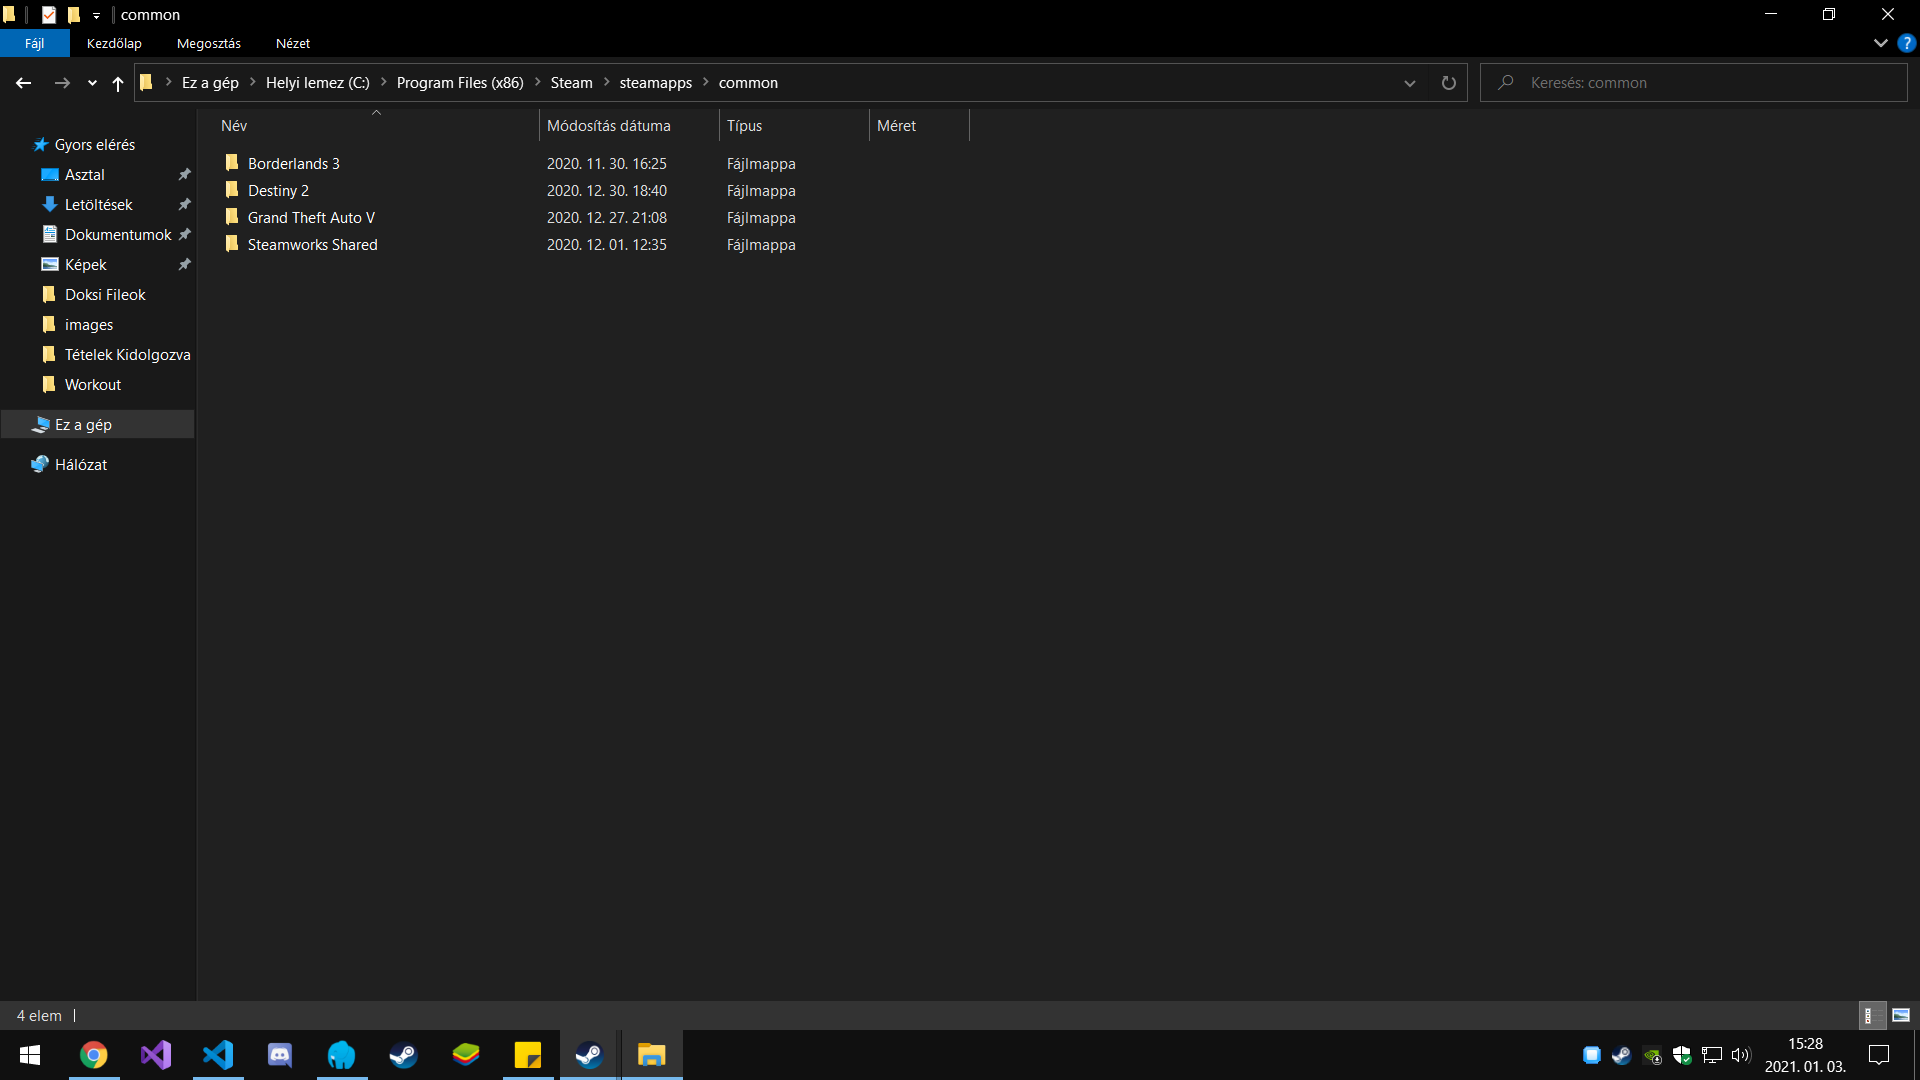 common
Fájl Kezdőlap Megosztás Nézet
Ez a gép Helyi lemez (C:) Program Files (x86) Steam steamapps common
Keresés: common
Név Módosítás dátuma Típus Méret
Borderlands 3 2020. 11. 30. 16:25 Fájlmappa
Destiny 2 2020. 12. 30. 18:40 Fájlmappa
Grand Theft Auto V 2020. 12. 27. 21:08 Fájlmappa
Steamworks Shared 2020. 12. 01. 12:35 Fájlmappa
Gyors elérés
Asztal
Letöltések
Dokumentumok
Képek
Doksi Fileok
images
Tételek Kidolgozva
Workout
Ez a gép
Hálózat
4 elem
15:28
2021. 01. 03.